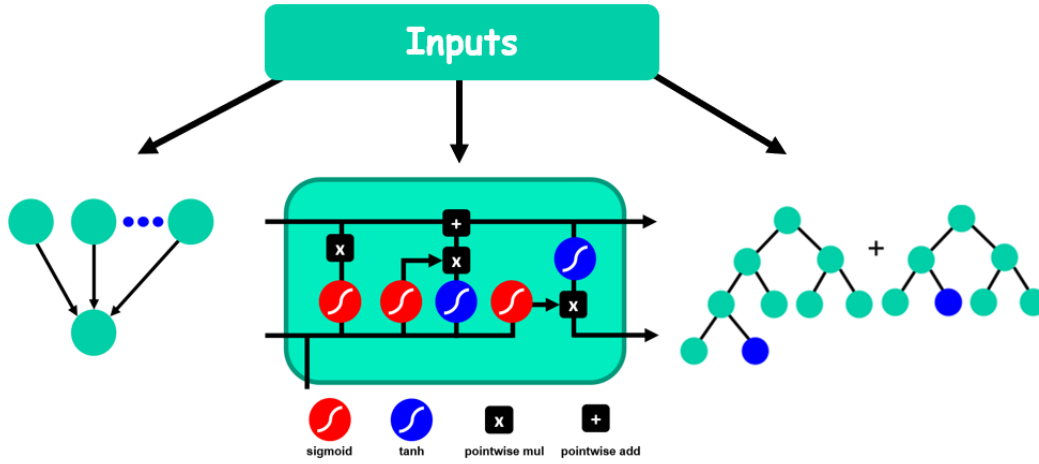 Inputs
+
x
x
+
x
x
+
sigmoid
tanh
pointwise mul
pointwise add